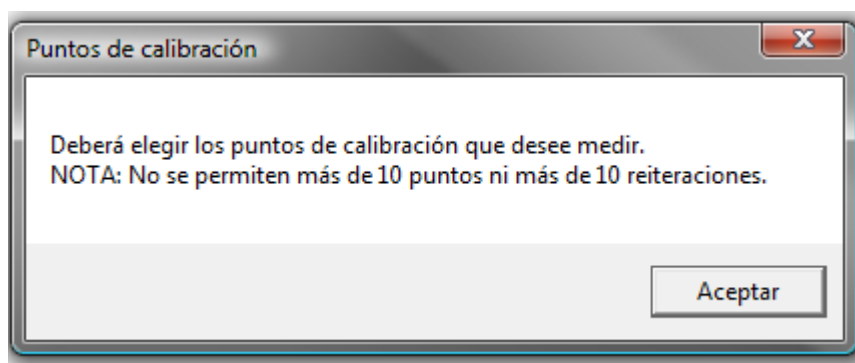 Puntos de calibración
Deberá elegir los puntos de calibración que desee medir.
NOTA: No se permiten más de 10 puntos ni más de 10 reiteraciones.
Aceptar